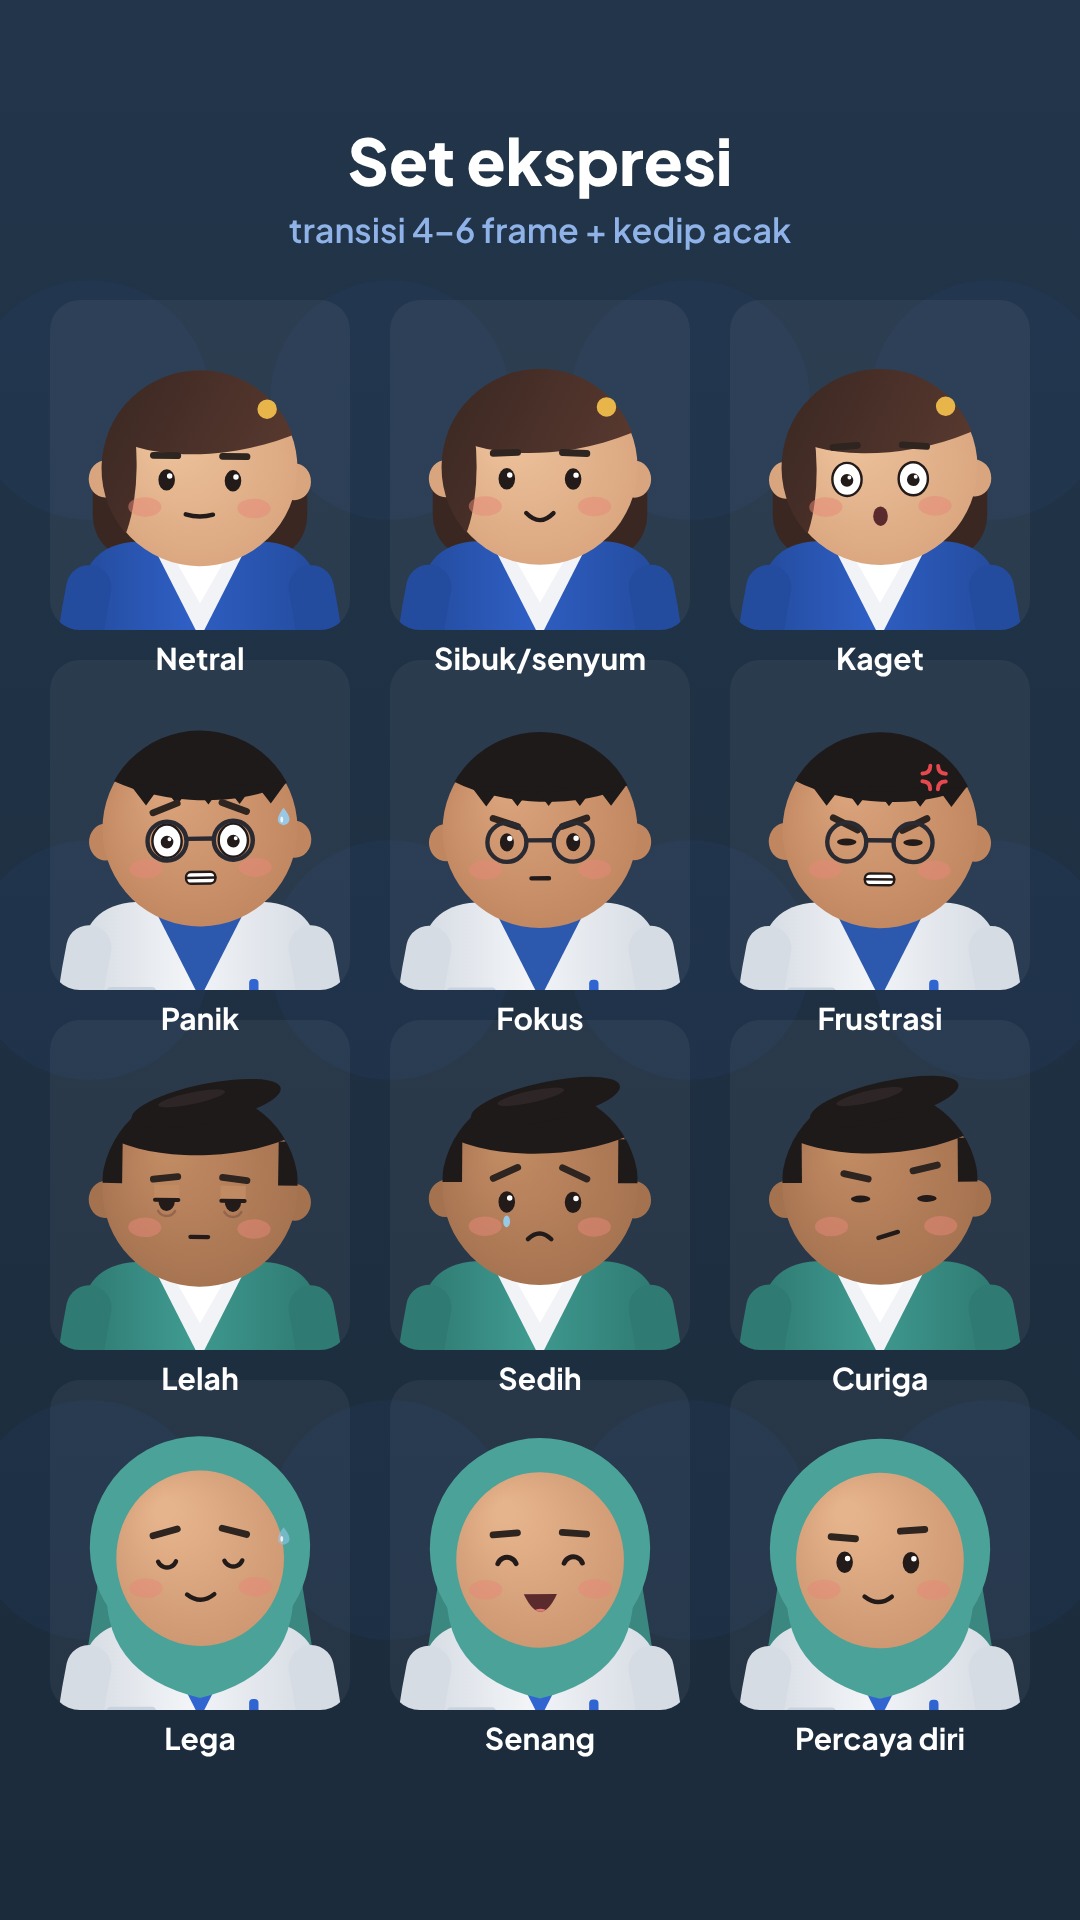 Set ekspresi
transisi 4–6 frame + kedip acak
Netral
Sibuk/senyum
Kaget
Panik
Fokus
Frustrasi
Lelah
Sedih
Curiga
Lega
Senang
Percaya diri